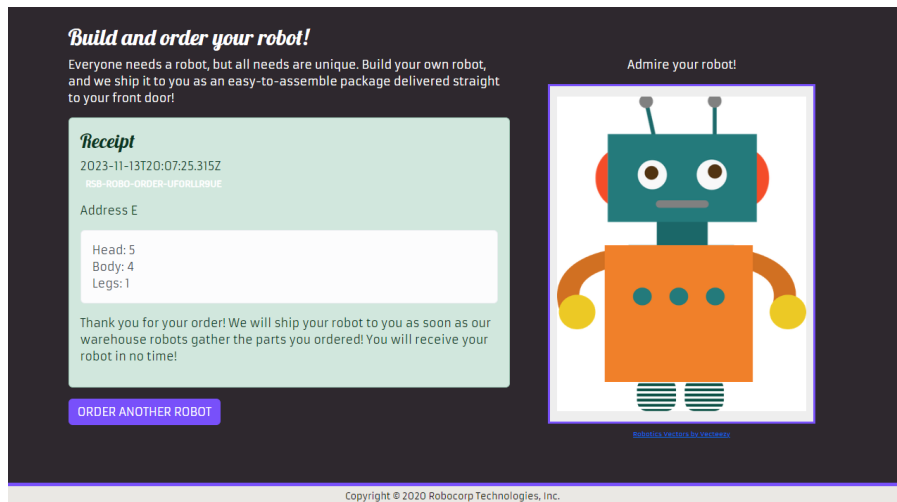 Build and order your robot!
Everyone needs a robot, but all needs are unique. Build your own robot,
and we ship it to you as an easy-to-assemble package delivered straight
to your front door!
Receipt
2023-11-13T20:07:25.315Z
RSB-ROBO-ORDER-UFORLLR9UE
Address E
Head: 5
Body: 4
Legs: 1
Thank you for your order! We will ship your robot to you as soon as our
warehouse robots gather the parts you ordered! You will receive your
robot in no time!
ORDER ANOTHER ROBOT
Admire your robot!
Robotics Vectors by Vecteezy
Copyright © 2020 Robocorp Technologies, Inc.